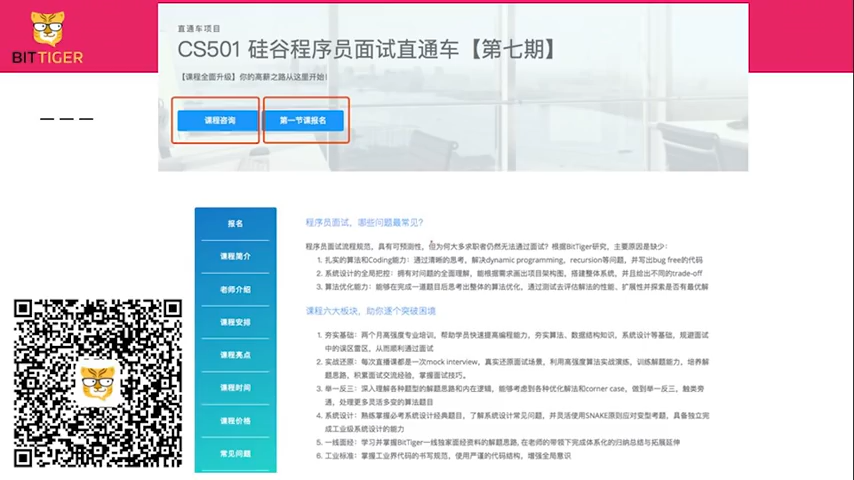 BITTIGER
直通车项目
CS501 硅谷程序员面试直通车【第七期】
【课程全面升级】你的高薪之路从这里开始!
课程咨询
第一节课报名
报名
课程简介
老师介绍
课程安排
课程亮点
课程时间
课程价格
常见问题
程序员面试，哪些问题最常见?
程序员面试流程规范，具有可预测性，但为何大多求职者仍然无法通过面试? 根据BitTiger研究，主要原因是缺少:
1. 扎实的算法和Coding能力: 通过清晰的思考，解决dynamic programming，recursion等问题，并写出bug free的代码
2. 系统设计的全局把控: 拥有对问题的全面理解，能根据需求画出项目架构图，搭建整体系统，并且给出不同的trade-off
3. 算法优化能力: 能够在完成一道题目后思考出整体的算法优化，通过测试去评估解法的性能、扩展性并探索是否有最优解
课程六大板块，助你逐个突破困境
1. 夯实基础: 两个月高强度专业培训，帮助学员快速提高编程能力，夯实算法、数据结构知识，系统设计等基础，规避面试
中的误区雷区，从而顺利通过面试
2. 实战还原: 每次直播课都是一次mock interview，真实还原面试场景，利用高强度算法实战演练，训练解题能力，培养解
题思路，积累面试交流经验，掌握面试技巧。
3. 举一反三: 深入理解各种题型的解题思路和内在逻辑，能够考虑到各种优化解法和corner case，做到举一反三，触类旁
通，处理更多灵活多变的算法题目
4. 系统设计: 熟练掌握必考系统设计经典题目，了解系统设计常见问题，并灵活使用SNAKE原则应对变型考题，具备独立完
成工业级系统设计的能力
5. 一线面经: 学习并掌握BitTiger一线独家面经资料的解题思路, 在老师的带领下完成体系化的归纳总结与拓展延伸
6. 工业标准: 掌握工业界代码的书写规范，使用严谨的代码结构，增强全局意识